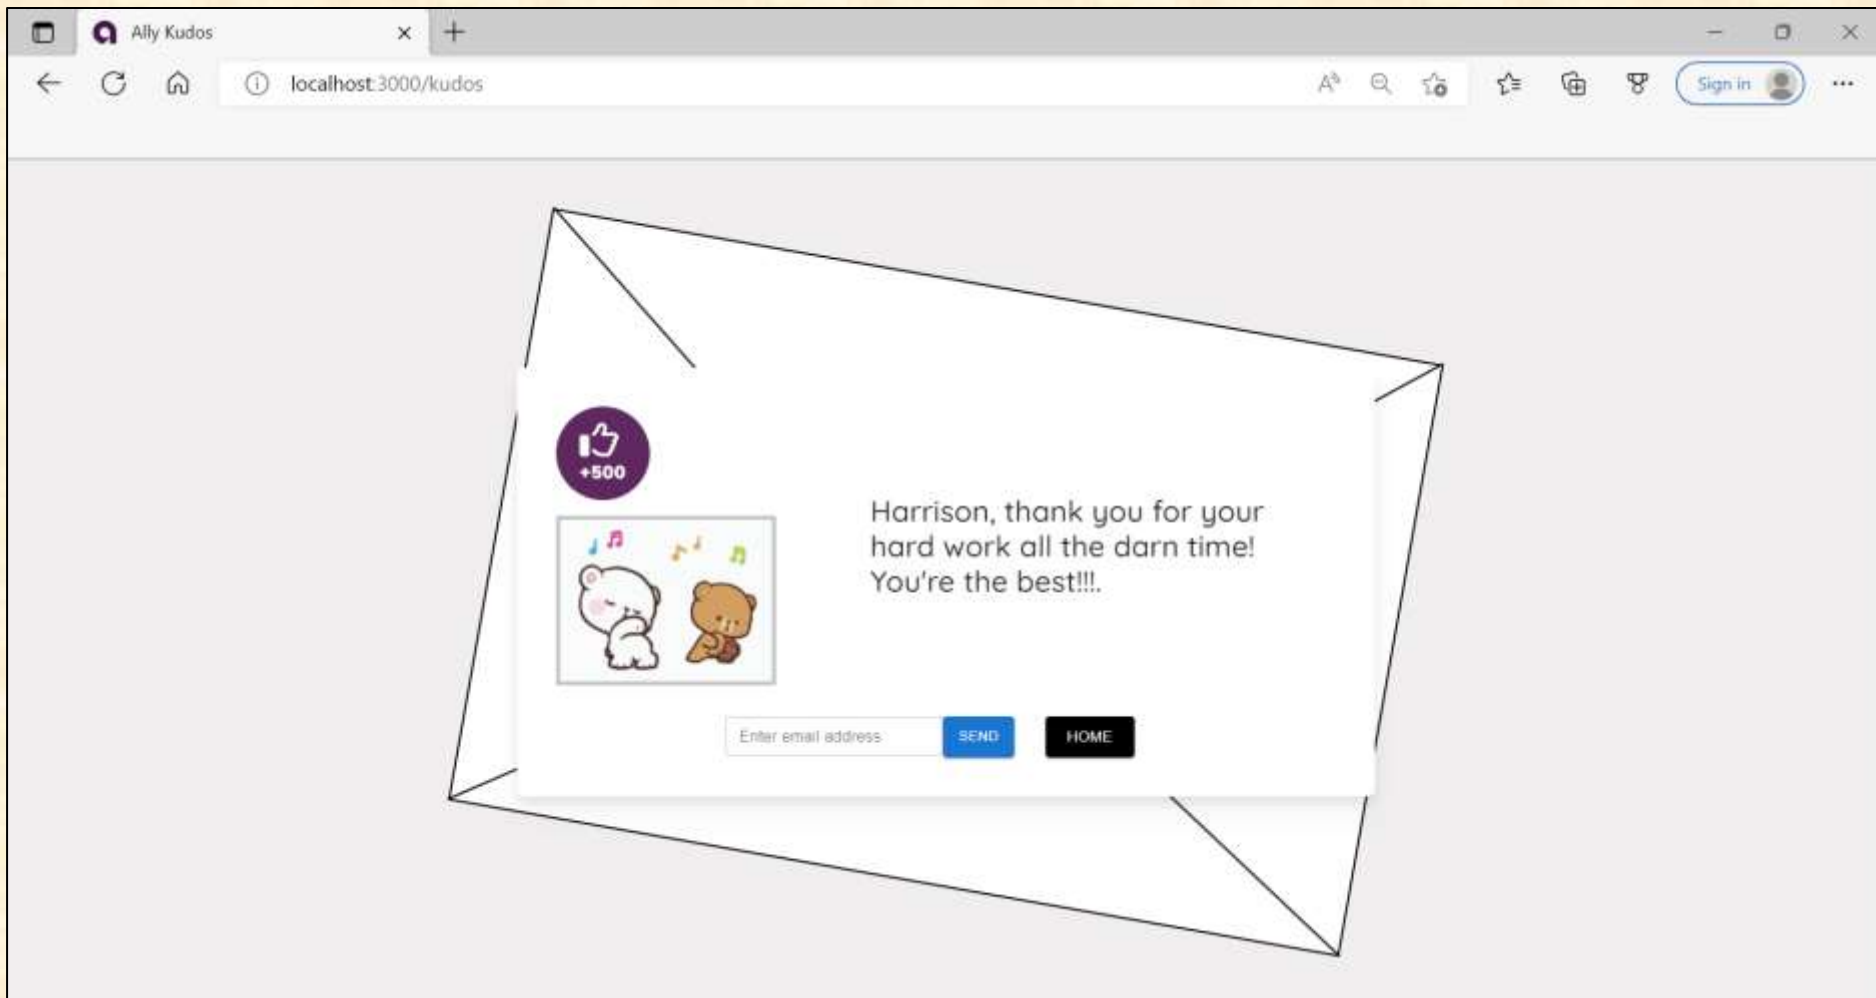 Ally Kudos
localhost:3000/kudos
Sign in
+500
Harrison, thank you for your
hard work all the darn time!
You're the best!!!.
Enter email address
SEND
HOME